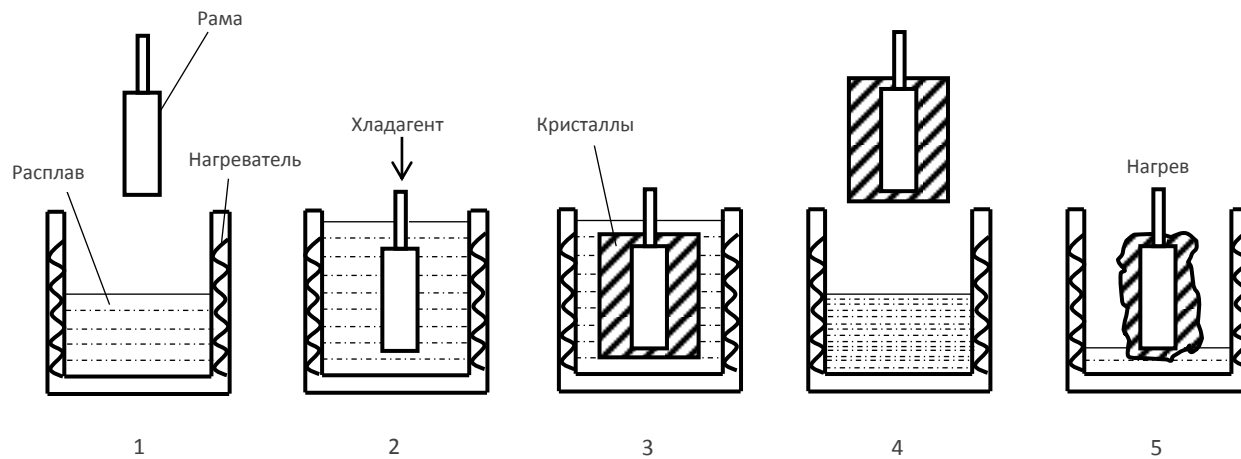 Рама
Хладагент
Кристаллы
Нагреватель
Расплав
Нагрев
1
2
3
4
5